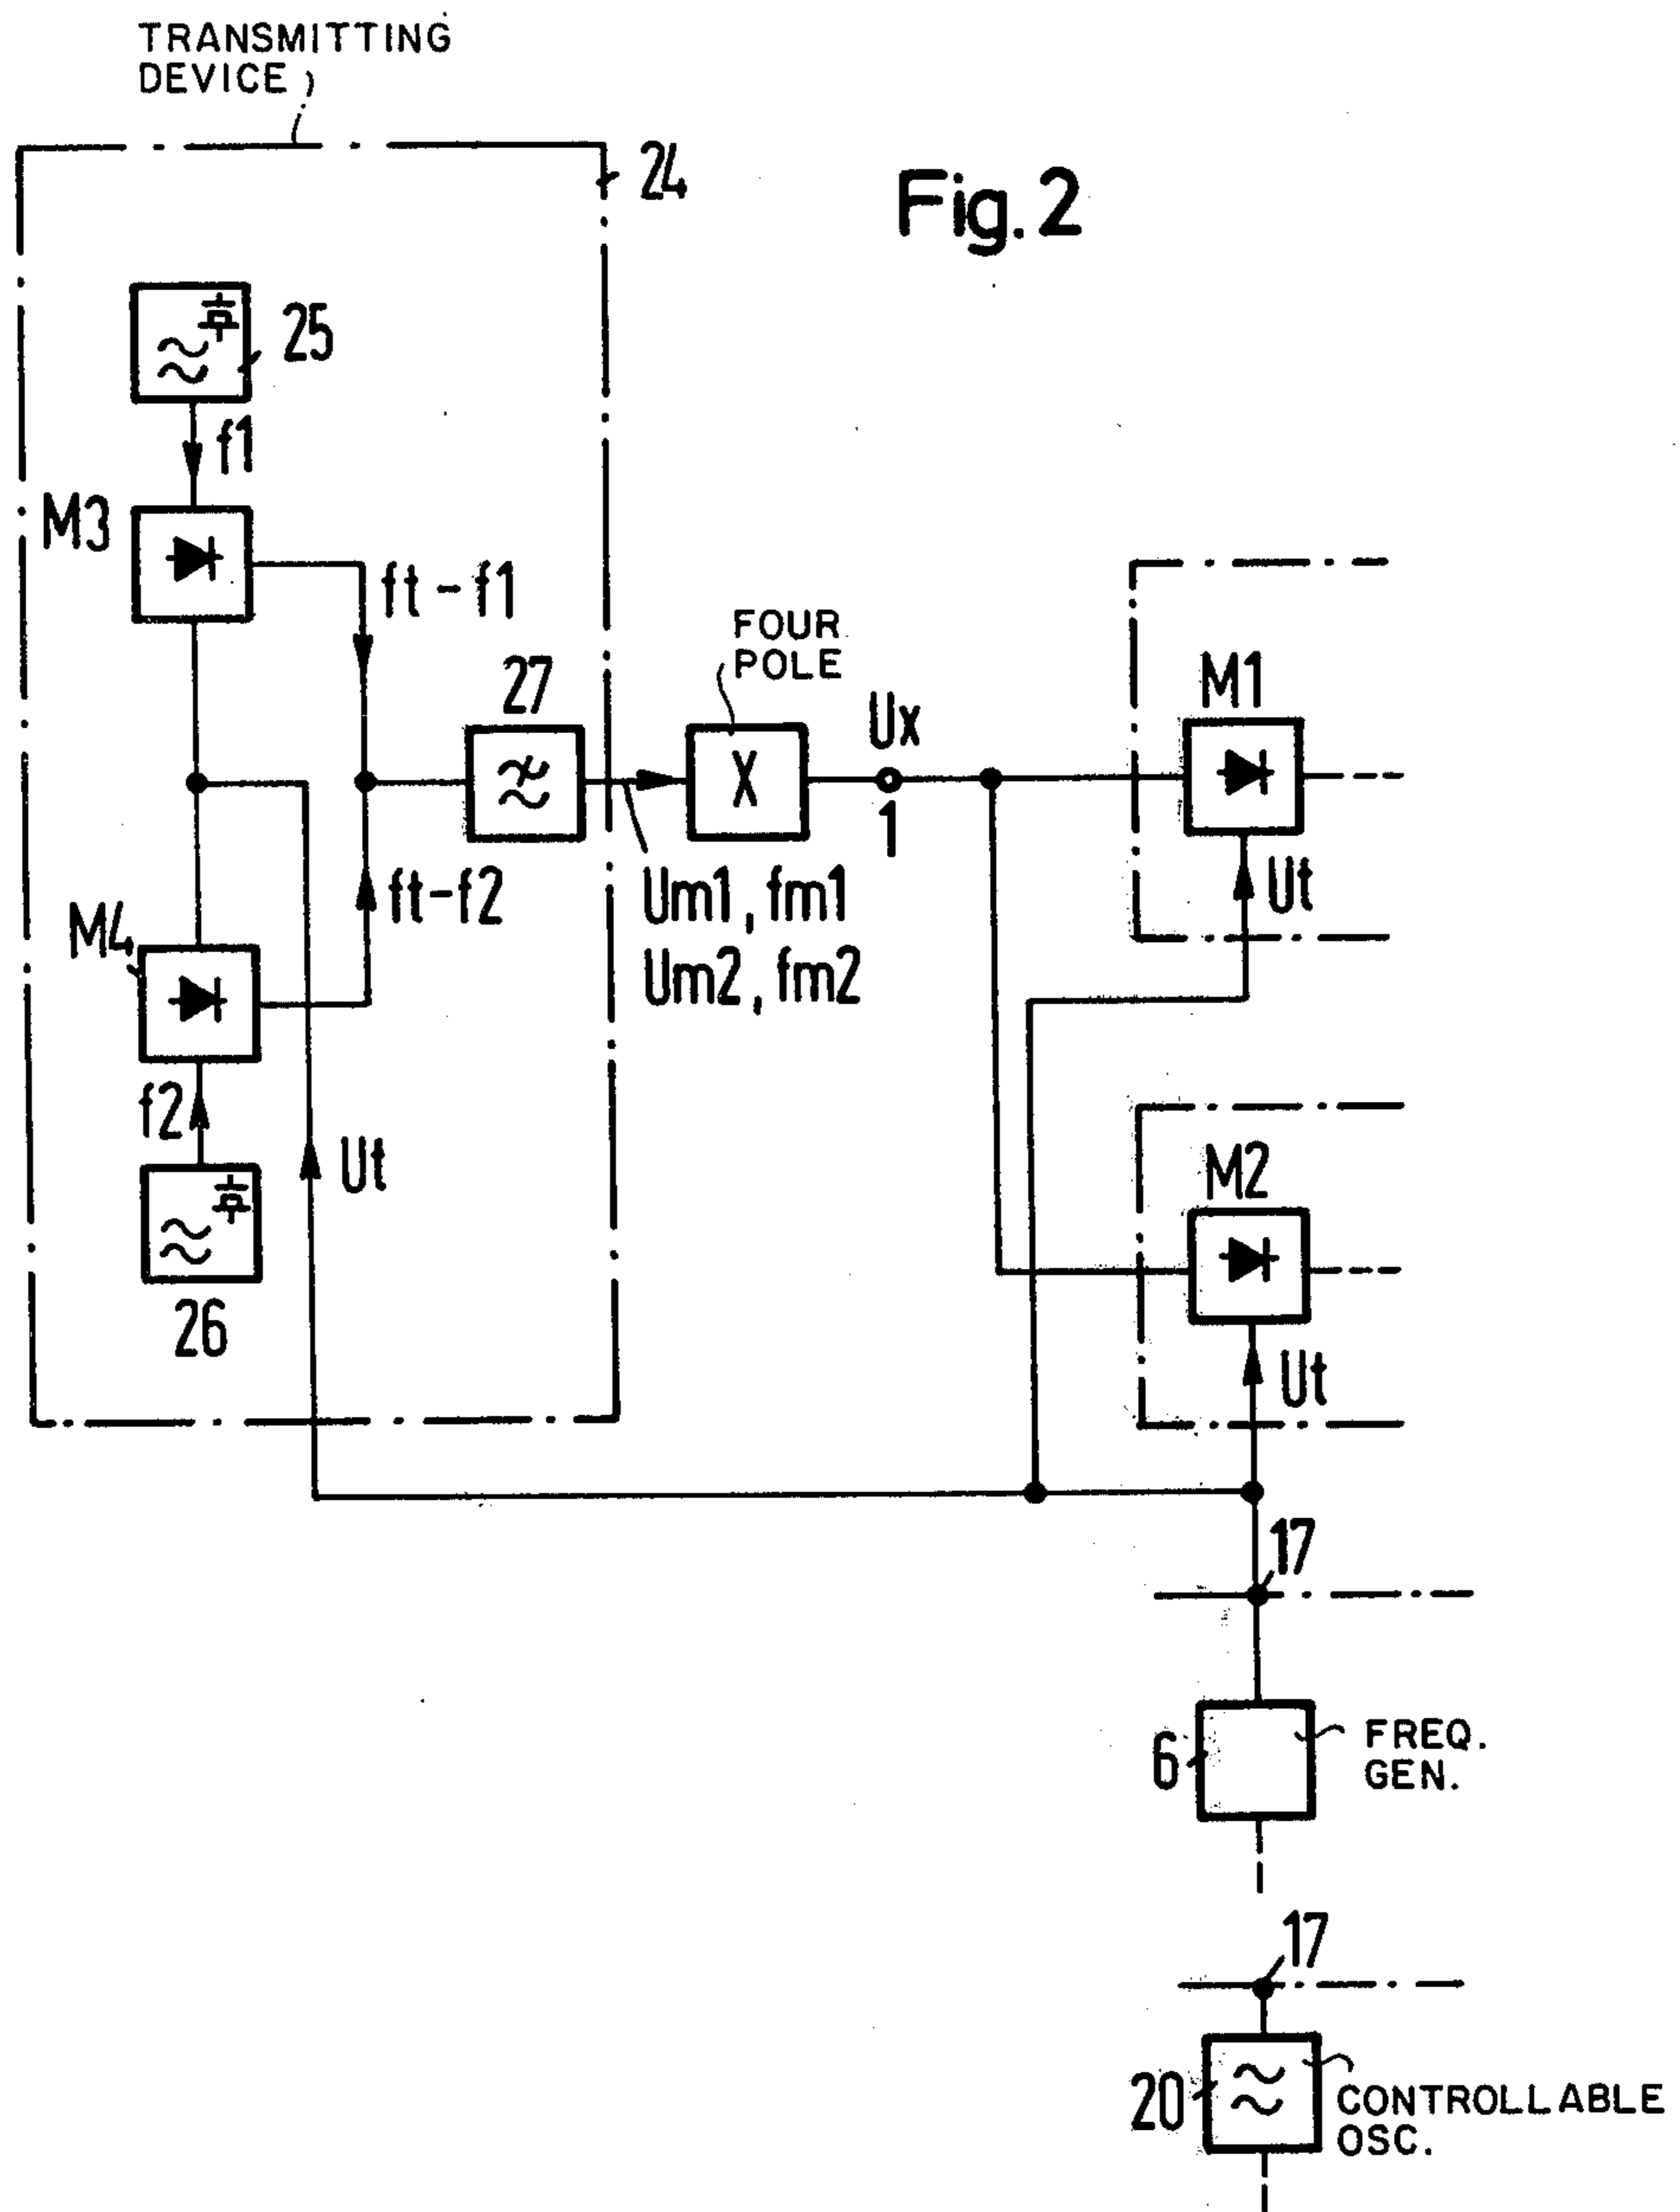 TRANSMITTING
DEVICE
24
Fig. 2
25
f1
M3
ft-f1
FOUR
POLE
27
M1
Ux
X
1
Ut
ft-f2
Um1, fm1
Um2, fm2
M4
f2
Ut
M2
26
Ut
17
6
FREQ.
GEN.
17
20
CONTROLLABLE
OSC.